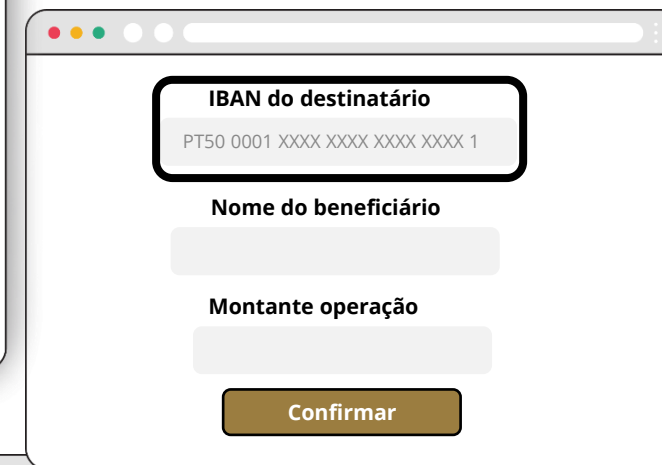 IBAN do destinatário
PT50 0001 XXXX XXXX XXXX XXXX 1
Nome do beneficiário
Montante operação
Confirmar